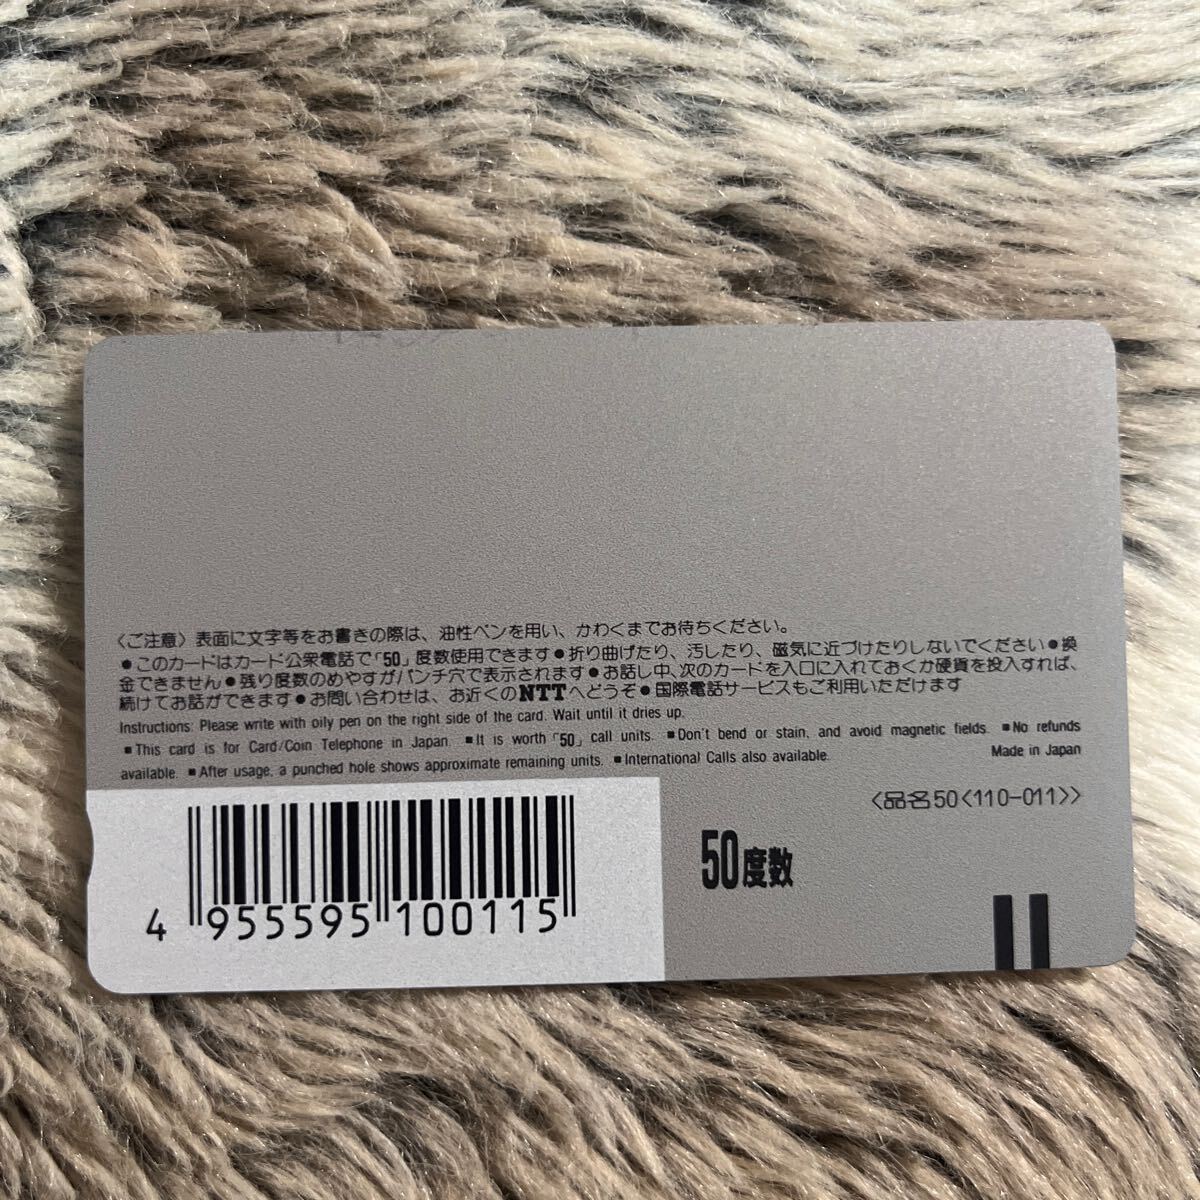 〈ご注意〉表面に文字等をお書きの際は、油性ペンを用い、かわくまでお待ちください。
●このカードはカード公衆電話で「50」度数使用できます●折り曲げたり、汚したり、磁気に近づけたりしないでください●換
金できません●残り度数のめやすがパンチ穴で表示されます●お話し中、次のカードを入口に入れておくか硬貨を投入すれば、
続けてお話ができます●お問い合わせは、お近くのNTTへどうぞ●国際電話サービスもご利用いただけます
Instructions: Please write with oily pen on the right side of the card. Wait until it dries up.
■This card is for Card/Coin Telephone in Japan. ■It is worth「50」call units. ■Don't bend or stain, and avoid magnetic fields. ■No refunds
available. ■After usage, a punched hole shows approximate remaining units. ■International Calls also available.
Made in Japan
〈品名50〈110-011〉〉
50度数
4 955595 100115